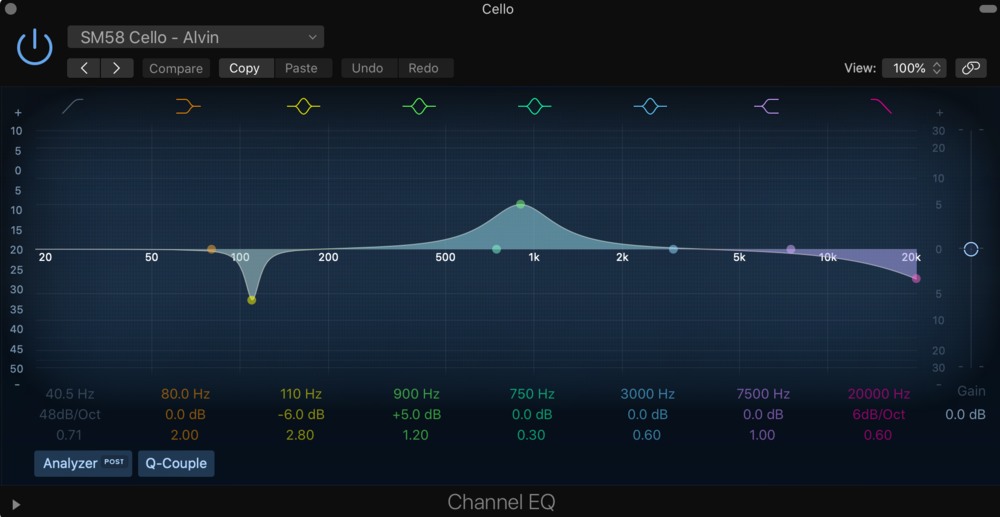 Cello
SM58 Cello - Alvin
Compare Copy Paste Undo Redo View: 100%
+ +
10 30
5 20
0 10
5
10 5
15
20 0
20 50 100 200 500 1k 2k 5k 10k 20k
25
30 5
35 10
40
45 20
50 30
- -
40.5 Hz 80.0 Hz 110 Hz 900 Hz 750 Hz 3000 Hz 7500 Hz 20000 Hz Gain
48dB/Oct 0.0 dB -6.0 dB +5.0 dB 0.0 dB 0.0 dB 0.0 dB 6dB/Oct 0.0 dB
0.71 2.00 2.80 1.20 0.30 0.60 1.00 0.60
Analyzer POST Q-Couple
Channel EQ